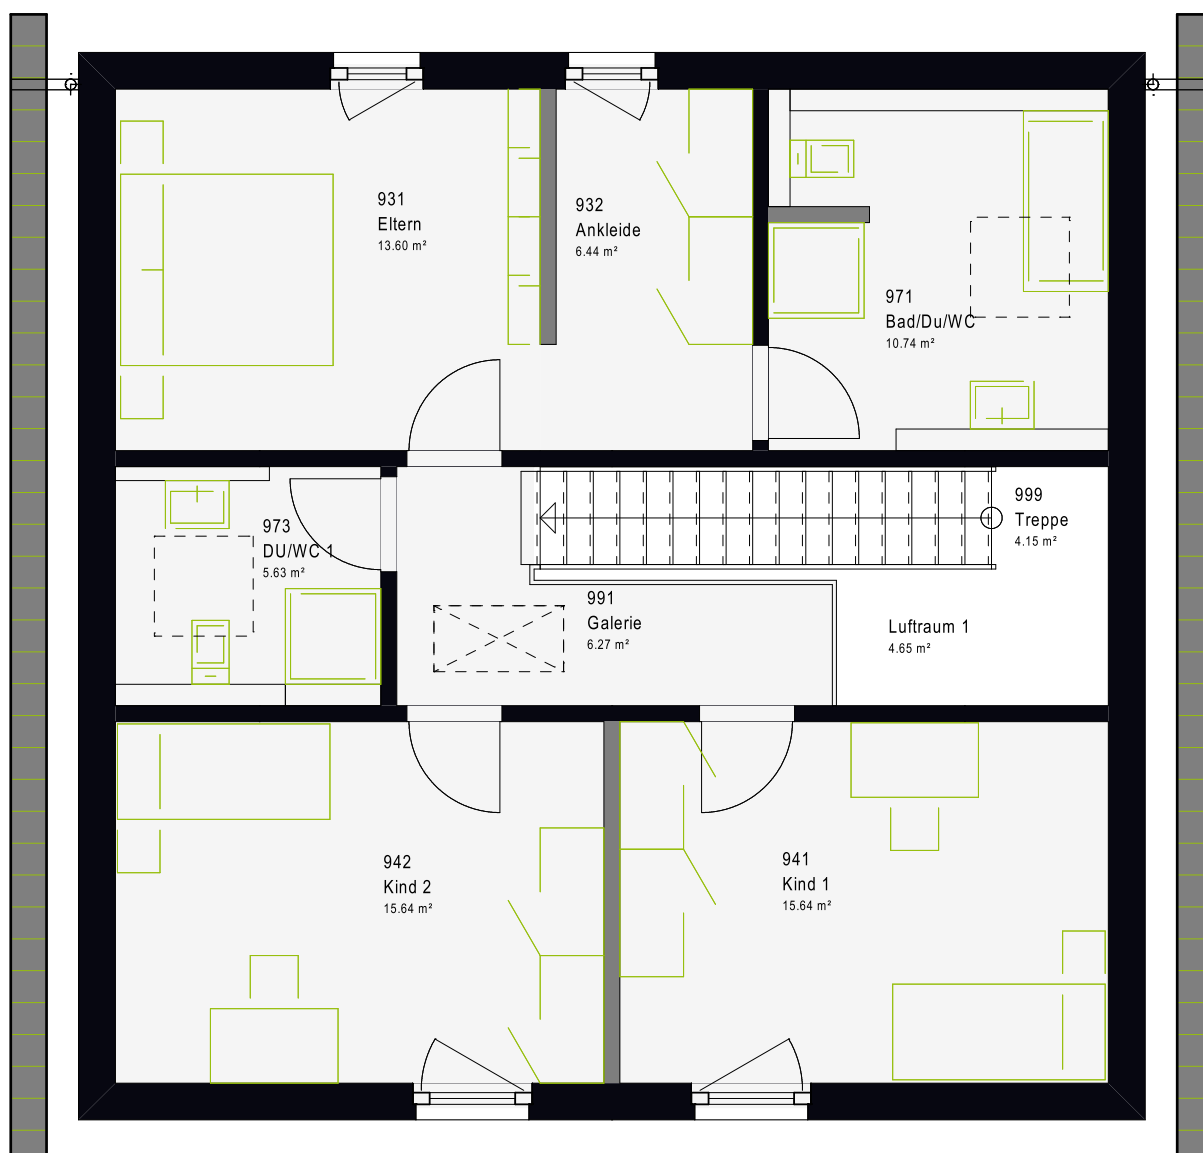 931
Eltern
13.60 m²
932
Ankleide
6.44 m²
971
Bad/Du/WC
10.74 m²
973
DU/WC 1
5.63 m²
999
Treppe
4.15 m²
991
Galerie
6.27 m²
Luftraum 1
4.65 m²
942
Kind 2
15.64 m²
941
Kind 1
15.64 m²